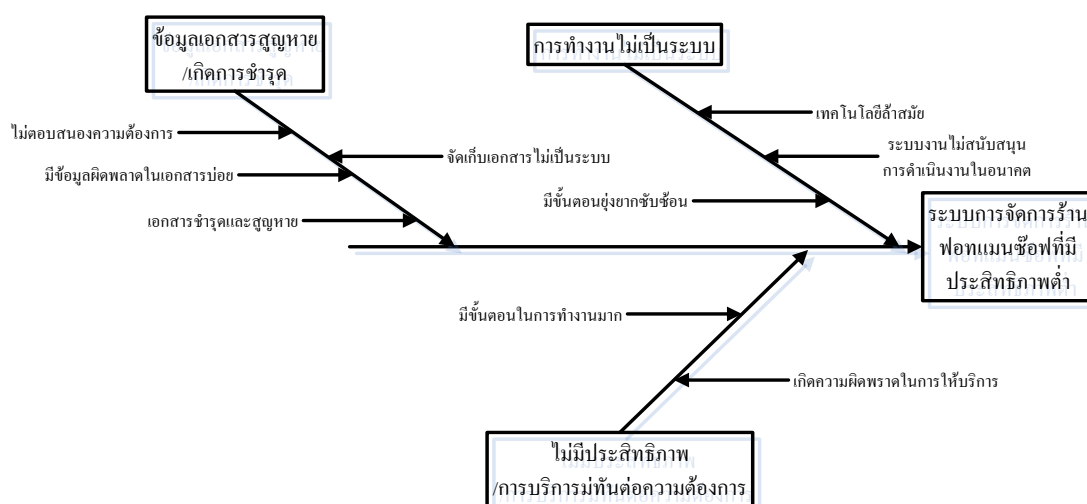 ข้อมูลเอกสารสูญหาย
/เกิดการชำรุด
การทำงานไม่เป็นระบบ
ไม่ตอบสนองความต้องการ
จัดเก็บเอกสารไม่เป็นระบบ
มีข้อมูลผิดพลาดในเอกสารบ่อย
เอกสารชำรุดและสูญหาย
เทคโนโลยีล้าสมัย
ระบบงานไม่สนับสนุน
การดำเนินงานในอนาคต
มีขั้นตอนยุ่งยากซับซ้อน
ระบบการจัดการร้าน
ฟอทแมนซ๊อฟที่มี
ประสิทธิภาพต่ำ
มีขั้นตอนในการทำงานมาก
เกิดความผิดพราดในการให้บริการ
ไม่มีประสิทธิภาพ
/การบริการม่ทันต่อความต้องการ